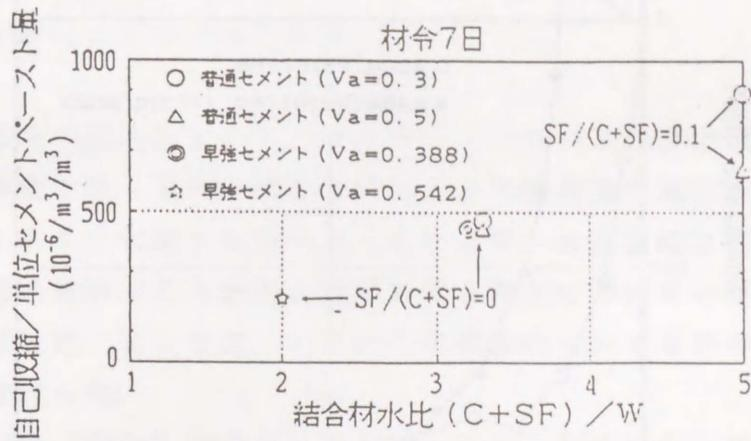 材令7日
自己収縮/単位セメントペースト量
(10⁻⁶/m³/m³)
1000
500
0
○ 普通セメント(Va=0.3)
△ 普通セメント(Va=0.5)
◎ 早強セメント(Va=0.388)
☆ 早強セメント(Va=0.542)
SF/(C+SF)=0.1
SF/(C+SF)=0
1 2 3 4 5
結合材水比(C+SF)/W